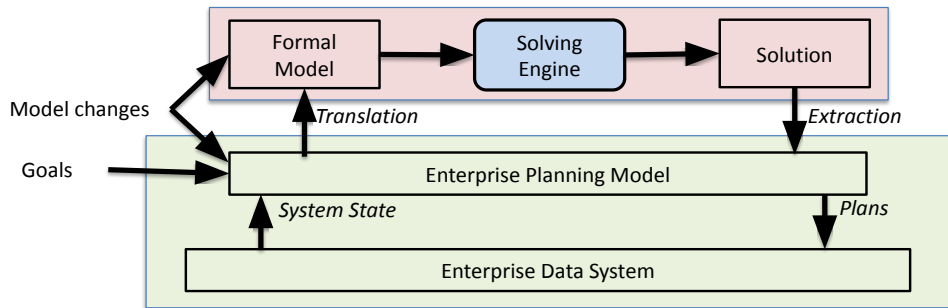 Formal
Model
Solving
Engine
Solution
Model changes
Translation
Extraction
Goals
Enterprise Planning Model
System State
Plans
Enterprise Data System